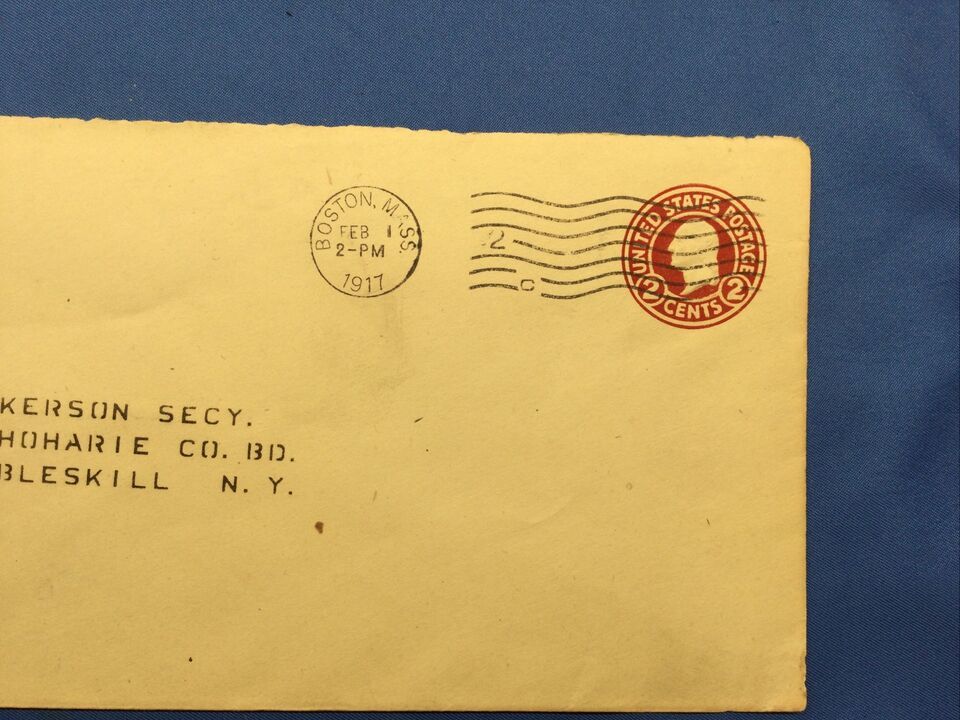 BOSTON, MASS.
FEB 1
2-PM
1917
2
C
UNITED STATES POSTAGE
2 CENTS 2
KERSON SECY.
HOHARIE CO. BD.
BLESKILL N. Y.